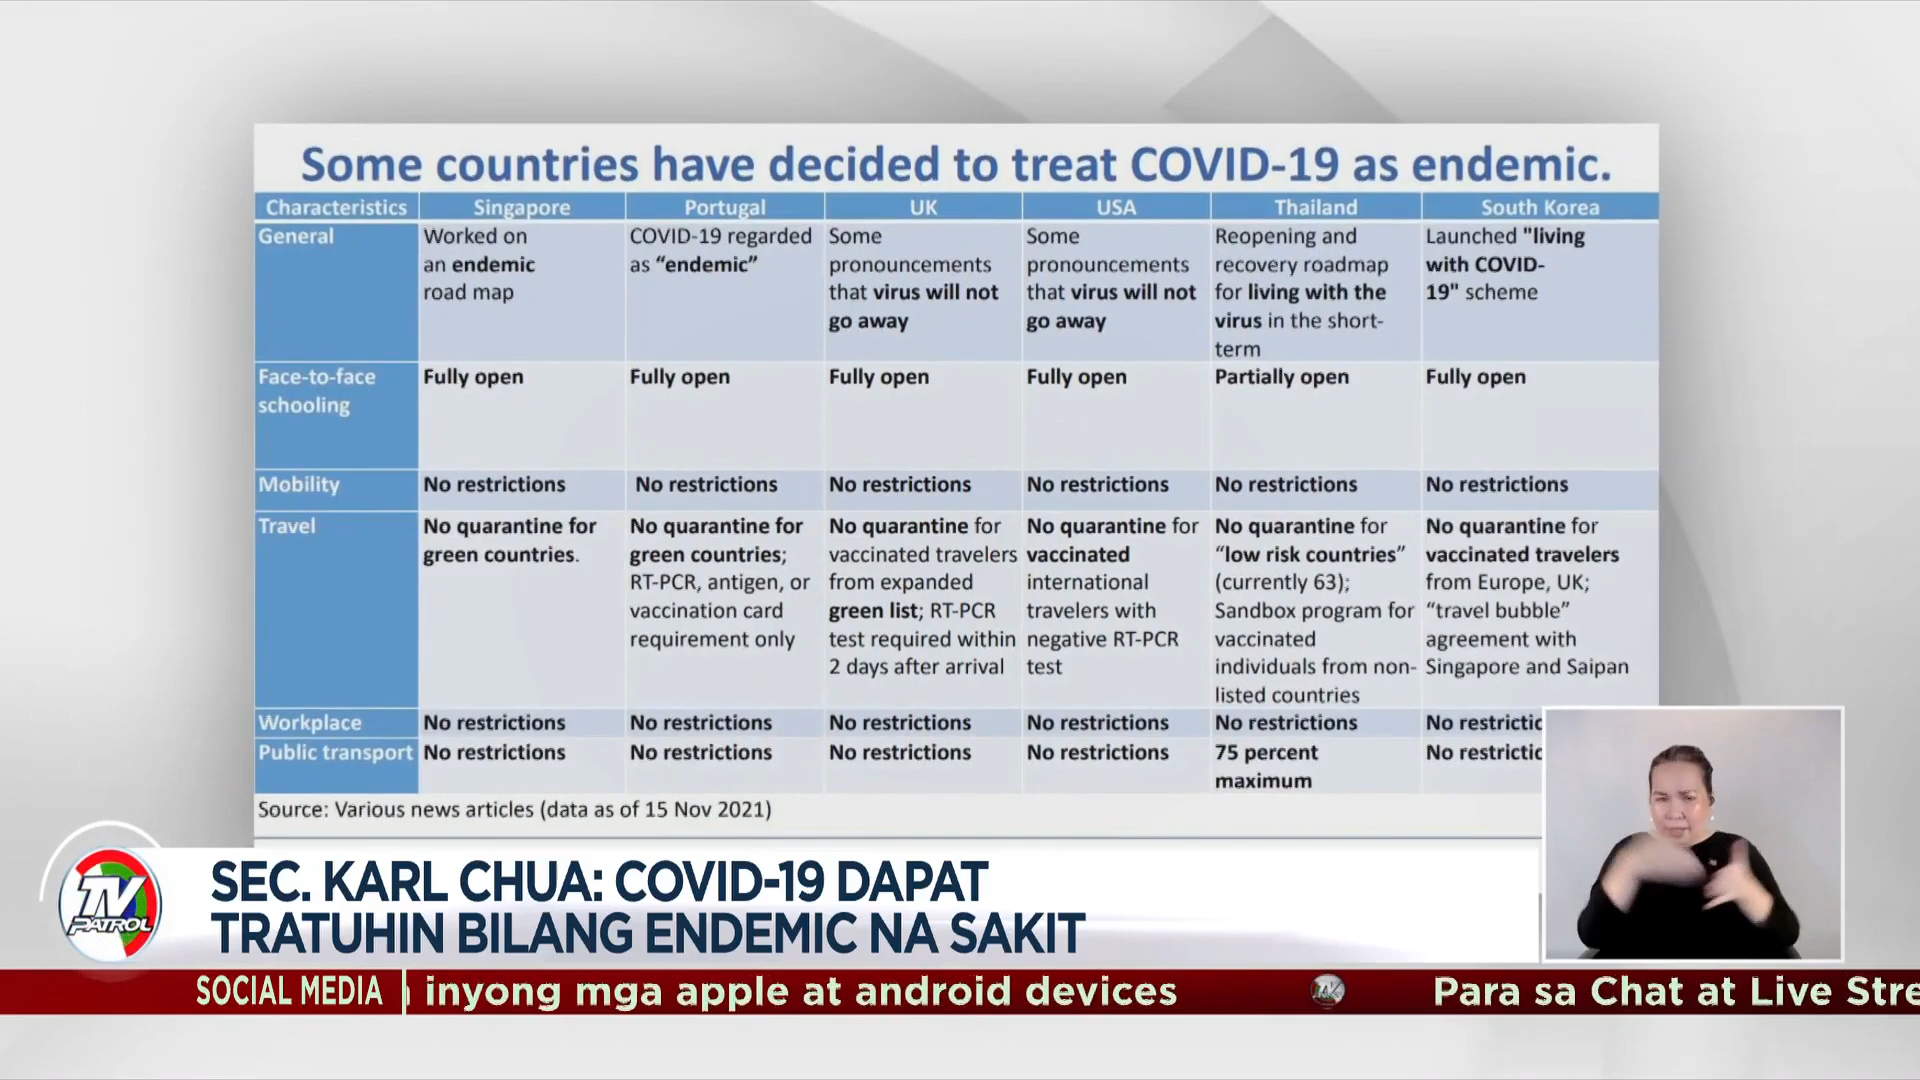 Some countries have decided to treat COVID-19 as endemic.
Characteristics Singapore Portugal UK USA Thailand South Korea
General
Worked on
an endemic
road map
COVID-19 regarded
as “endemic”
Some
pronouncements
that virus will not
go away
Some
pronouncements
that virus will not
go away
Reopening and
recovery roadmap
for living with the
virus in the short-
term
Launched "living
with COVID-
19" scheme
Face-to-face
schooling
Fully open
Fully open
Fully open
Fully open
Partially open
Fully open
Mobility
No restrictions
No restrictions
No restrictions
No restrictions
No restrictions
No restrictions
Travel
No quarantine for
green countries.
No quarantine for
green countries;
RT-PCR, antigen, or
vaccination card
requirement only
No quarantine for
vaccinated travelers
from expanded
green list; RT-PCR
test required within
2 days after arrival
No quarantine for
vaccinated
international
travelers with
negative RT-PCR
test
No quarantine for
“low risk countries”
(currently 63);
Sandbox program for
vaccinated
individuals from non-
listed countries
No quarantine for
vaccinated travelers
from Europe, UK;
“travel bubble”
agreement with
Singapore and Saipan
Workplace
No restrictions
No restrictions
No restrictions
No restrictions
No restrictions
No restrictio
Public transport
No restrictions
No restrictions
No restrictions
No restrictions
75 percent
maximum
No restrictio
Source: Various news articles (data as of 15 Nov 2021)
TV
PATROL
SEC. KARL CHUA: COVID-19 DAPAT
TRATUHIN BILANG ENDEMIC NA SAKIT
SOCIAL MEDIA inyong mga apple at android devices Para sa Chat at Live Stre